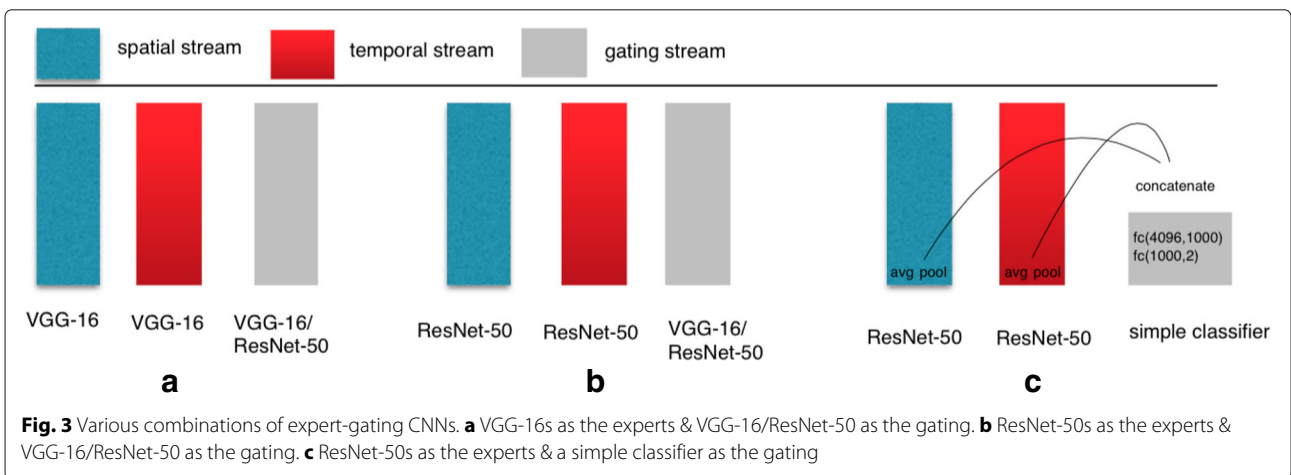 spatial stream
temporal stream
gating stream
concatenate
fc(4096,1000)
fc(1000,2)
avg pool
avg pool
VGG-16
VGG-16
VGG-16/
ResNet-50
ResNet-50
ResNet-50
VGG-16/
ResNet-50
ResNet-50
ResNet-50
simple classifier
a
b
c
Fig. 3 Various combinations of expert-gating CNNs. a VGG-16s as the experts & VGG-16/ResNet-50 as the gating. b ResNet-50s as the experts &
VGG-16/ResNet-50 as the gating. c ResNet-50s as the experts & a simple classifier as the gating